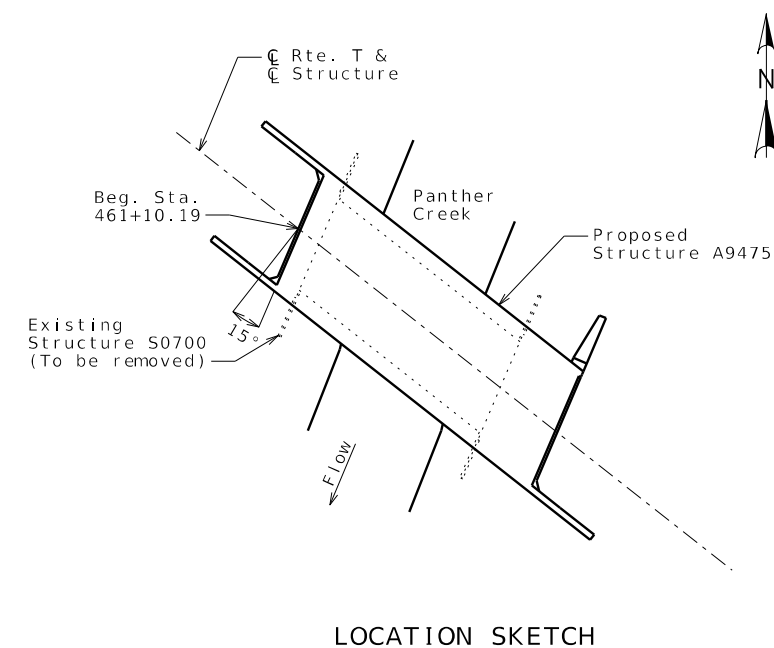 ℄ Rte. T &
℄ Structure
N
Beg. Sta.
461+10.19
Panther
Creek
Proposed
Structure A9475
Existing
Structure S0700
(To be removed)
15°
Flow
LOCATION SKETCH